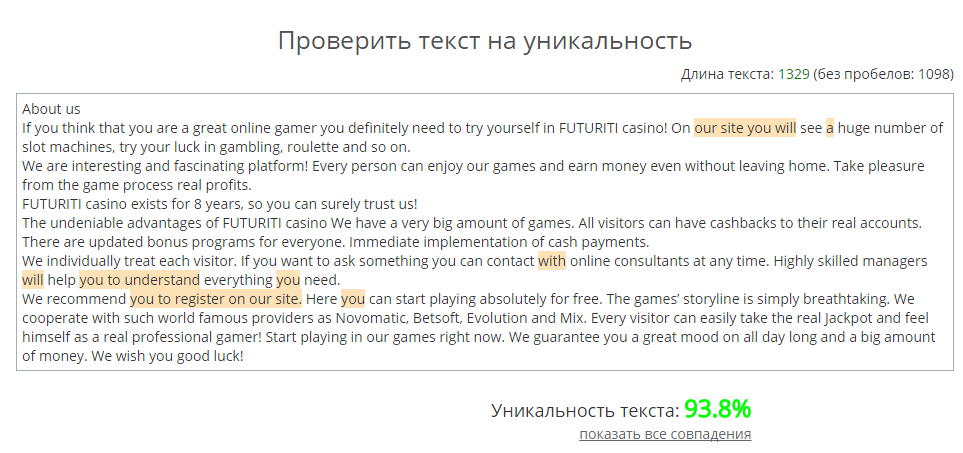 Проверить текст на уникальность
Длина текста: 1329 (без пробелов: 1098)
About us
If you think that you are a great online gamer you definitely need to try yourself in FUTURITI casino! On our site you will see a huge number of
slot machines, try your luck in gambling, roulette and so on.
We are interesting and fascinating platform! Every person can enjoy our games and earn money even without leaving home. Take pleasure
from the game process real profits.
FUTURITI casino exists for 8 years, so you can surely trust us!
The undeniable advantages of FUTURITI casino We have a very big amount of games. All visitors can have cashbacks to their real accounts.
There are updated bonus programs for everyone. Immediate implementation of cash payments.
We individually treat each visitor. If you want to ask something you can contact with online consultants at any time. Highly skilled managers
will help you to understand everything you need.
We recommend you to register on our site. Here you can start playing absolutely for free. The games’ storyline is simply breathtaking. We
cooperate with such world famous providers as Novomatic, Betsoft, Evolution and Mix. Every visitor can easily take the real Jackpot and feel
himself as a real professional gamer! Start playing in our games right now. We guarantee you a great mood on all day long and a big amount
of money. We wish you good luck!
Уникальность текста: 93.8%
показать все совпадения